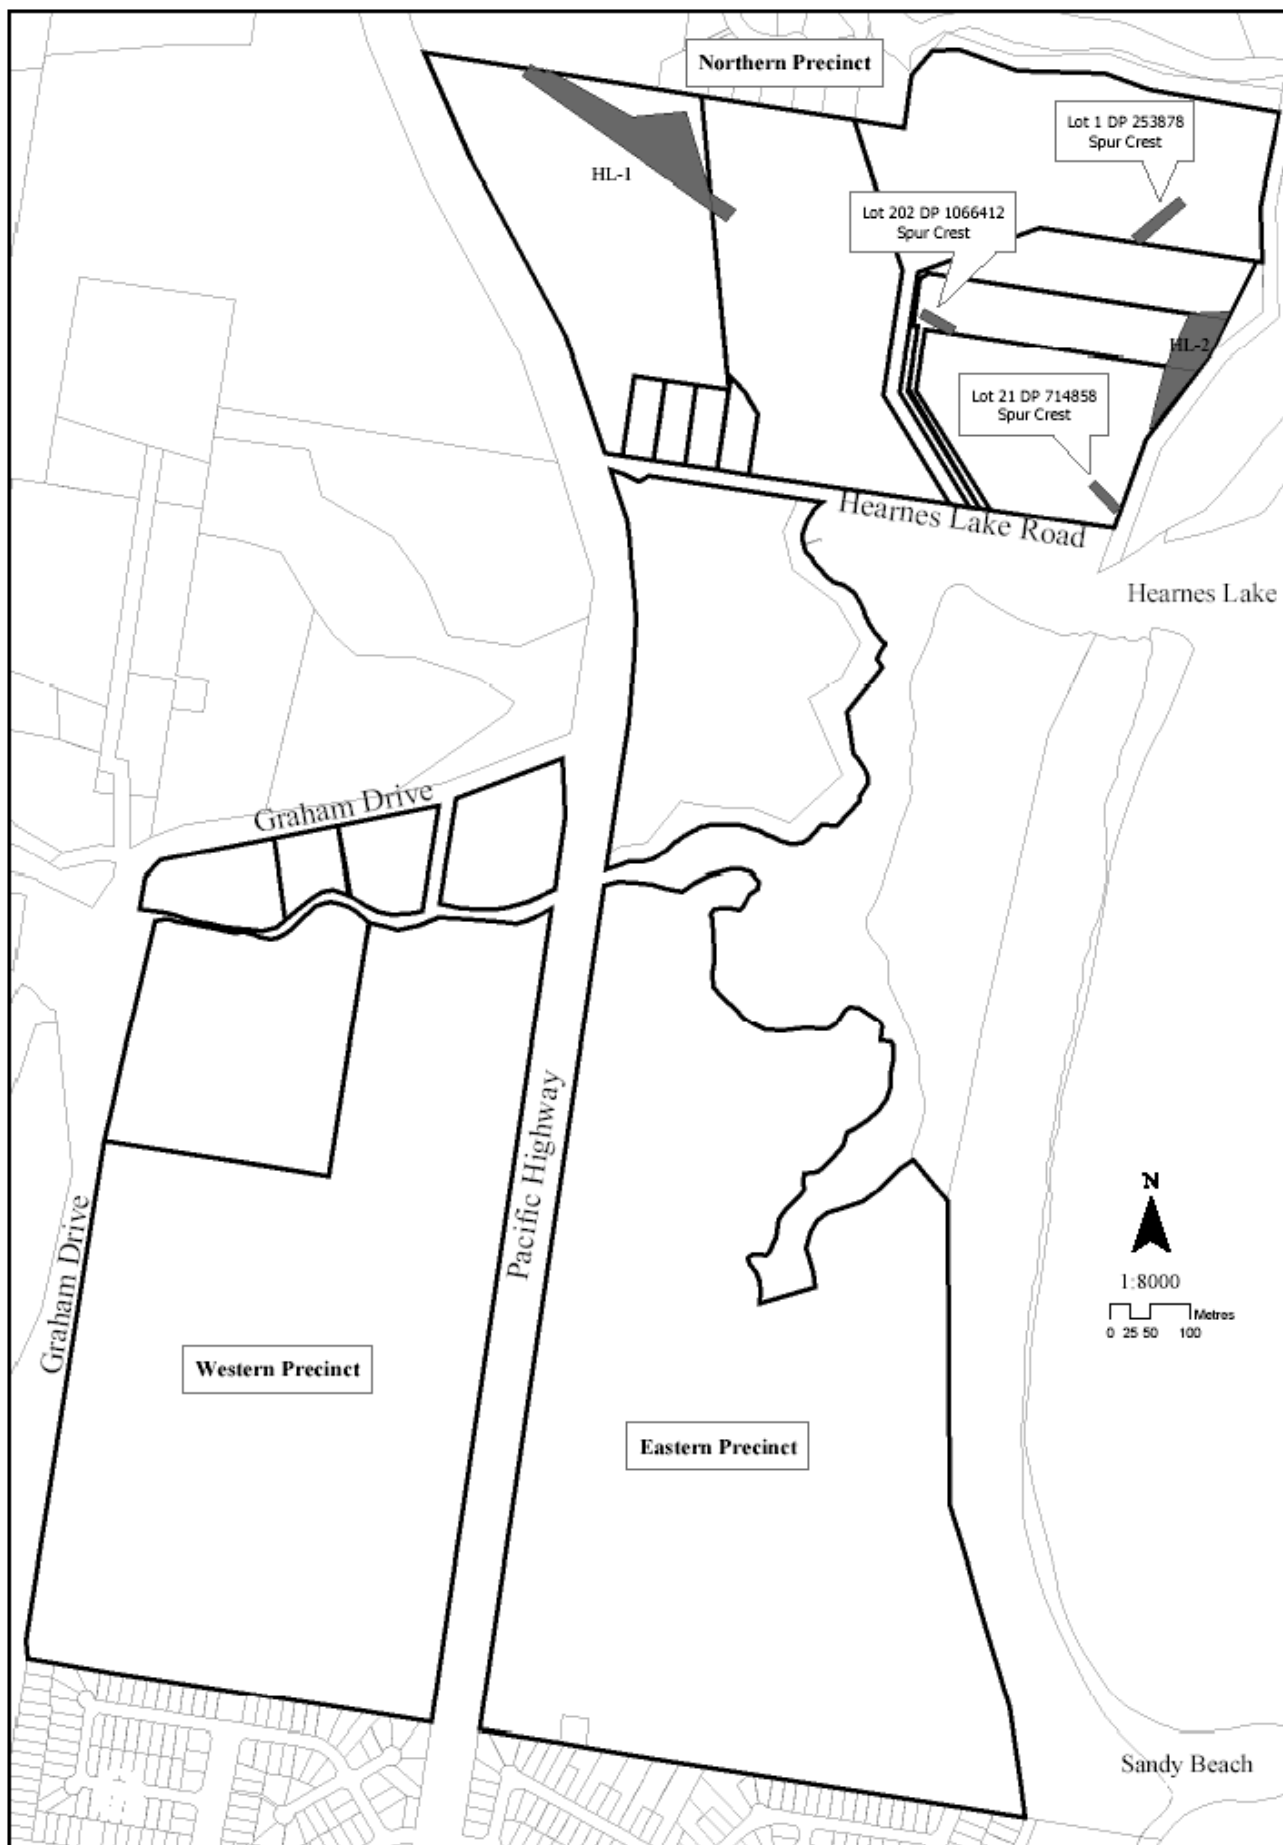 Northern Precinct
Lot 1 DP 253878
Spur Crest
HL-1
Lot 202 DP 1066412
Spur Crest
HL-2
Lot 21 DP 714858
Spur Crest
Hearnes Lake Road
Hearnes Lake
Graham Drive
Pacific Highway
N
1:8000
Metres
0 25 50 100
Graham Drive
Western Precinct
Eastern Precinct
Sandy Beach